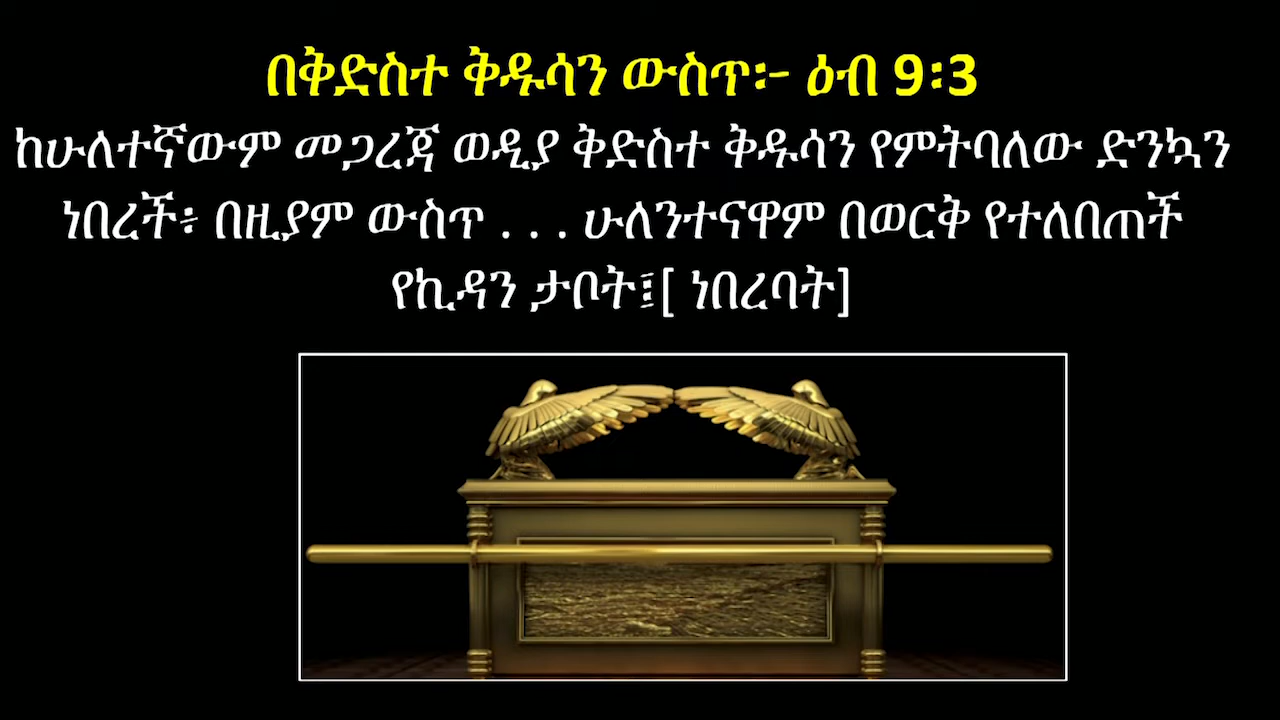 በቅድስተ ቅዱሳን ውስጥ፦ ዕብ 9፡3
ከሁለተኛውም መጋረጃ ወዲያ ቅድስተ ቅዱሳን የምትባለው ድንኳን
ነበረች፥ በዚያም ውስጥ . . . ሁለንተናዋም በወርቅ የተለበጠች
የኪዳን ታቦት፤[ ነበረባት]